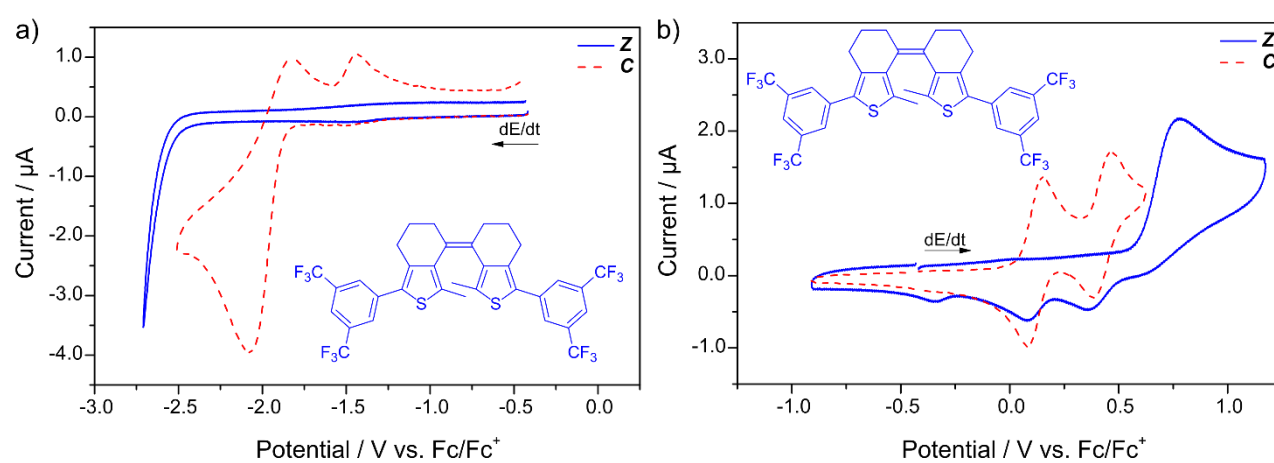 a)
Z
C
1.0
0.0
-1.0
-2.0
-3.0
-4.0
Current / µA
dE/dt
F₃C
CF₃
S
S
F₃C
CF₃
-3.0 -2.5 -2.0 -1.5 -1.0 -0.5 0.0
Potential / V vs. Fc/Fc⁺
b)
Z
C
3.0
2.0
1.0
0.0
-1.0
Current / µA
F₃C
CF₃
S
S
F₃C
CF₃
dE/dt
-1.0 -0.5 0.0 0.5 1.0
Potential / V vs. Fc/Fc⁺